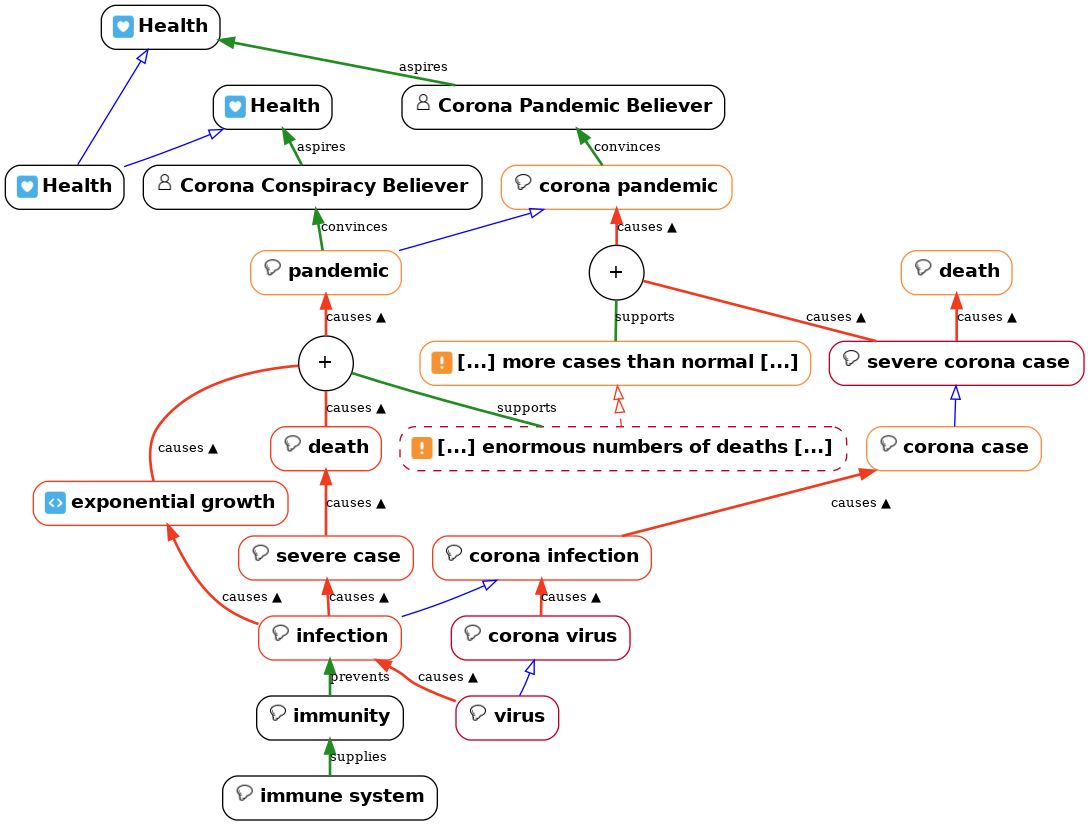 Health
aspires
Health
Corona Pandemic Believer
aspires
convinces
Health
Corona Conspiracy Believer
corona pandemic
convinces
causes ▲
pandemic
+
death
causes ▲
supports
causes ▲
causes ▲
+
[...] more cases than normal [...]
severe corona case
causes ▲
supports
causes ▲
death
[...] enormous numbers of deaths [...]
corona case
exponential growth
causes ▲
causes ▲
severe case
corona infection
causes ▲
causes ▲
causes ▲
infection
corona virus
prevents
causes ▲
immunity
virus
supplies
immune system